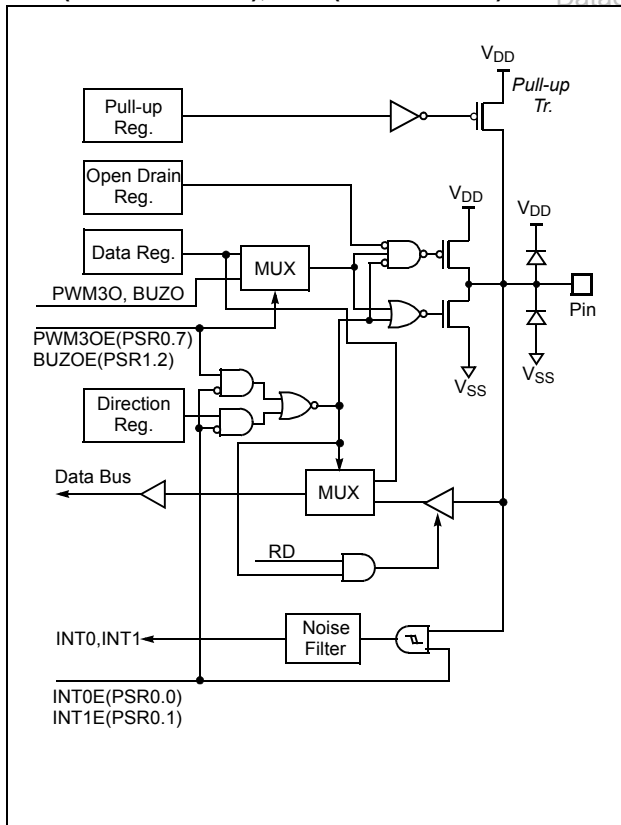 VDD
Pull-up
Tr.
Pull-up
Reg.
Open Drain
Reg.
VDD
VDD
Data Reg.
MUX
PWM3O, BUZO
Pin
PWM3OE(PSR0.7)
BUZOE(PSR1.2)
VSS
VSS
Direction
Reg.
Data Bus
MUX
RD
Noise
Filter
INT0,INT1
INT0E(PSR0.0)
INT1E(PSR0.1)